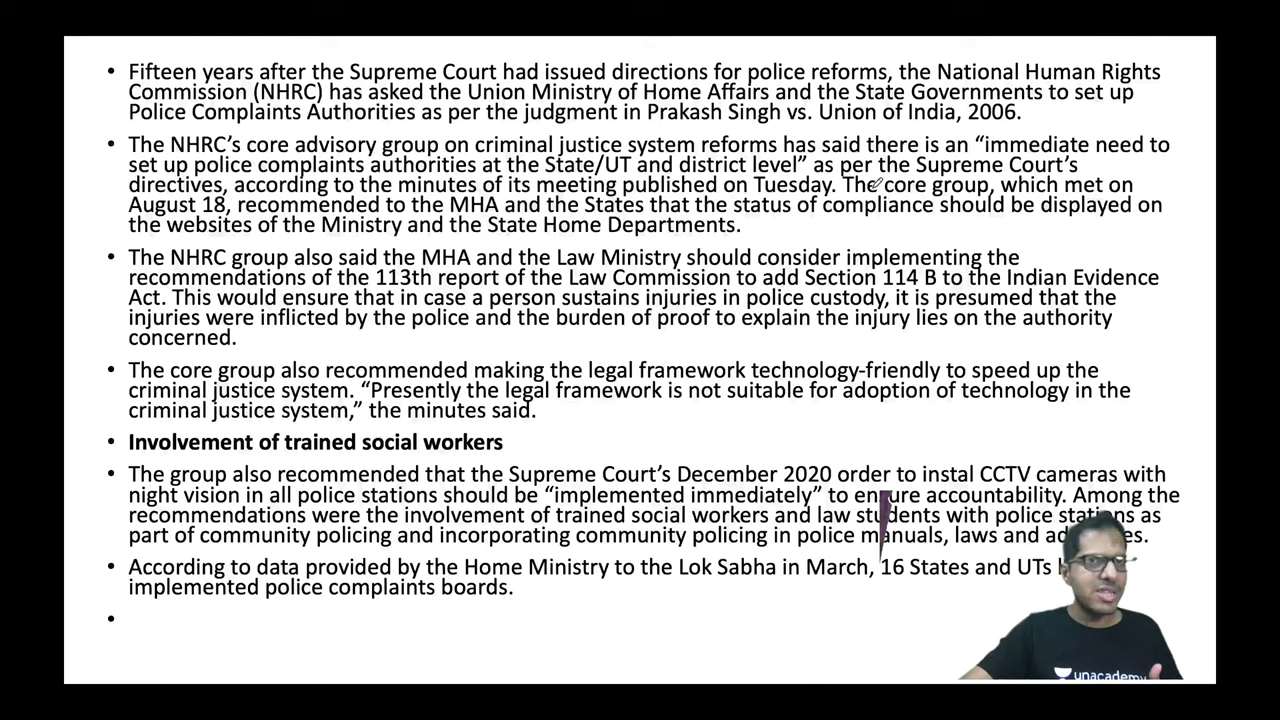 • Fifteen years after the Supreme Court had issued directions for police reforms, the National Human Rights
Commission (NHRC) has asked the Union Ministry of Home Affairs and the State Governments to set up
Police Complaints Authorities as per the judgment in Prakash Singh vs. Union of India, 2006.
• The NHRC’s core advisory group on criminal justice system reforms has said there is an “immediate need to
set up police complaints authorities at the State/UT and district level” as per the Supreme Court’s
directives, according to the minutes of its meeting published on Tuesday. The core group, which met on
August 18, recommended to the MHA and the States that the status of compliance should be displayed on
the websites of the Ministry and the State Home Departments.
• The NHRC group also said the MHA and the Law Ministry should consider implementing the
recommendations of the 113th report of the Law Commission to add Section 114 B to the Indian Evidence
Act. This would ensure that in case a person sustains injuries in police custody, it is presumed that the
injuries were inflicted by the police and the burden of proof to explain the injury lies on the authority
concerned.
• The core group also recommended making the legal framework technology-friendly to speed up the
criminal justice system. “Presently the legal framework is not suitable for adoption of technology in the
criminal justice system,” the minutes said.
• Involvement of trained social workers
• The group also recommended that the Supreme Court’s December 2020 order to instal CCTV cameras with
night vision in all police stations should be “implemented immediately” to ensure accountability. Among the
recommendations were the involvement of trained social workers and law students with police stations as
part of community policing and incorporating community policing in police manuals, laws and
• According to data provided by the Home Ministry to the Lok Sabha in March, 16 States and UTs
implemented police complaints boards.
•
unacademy